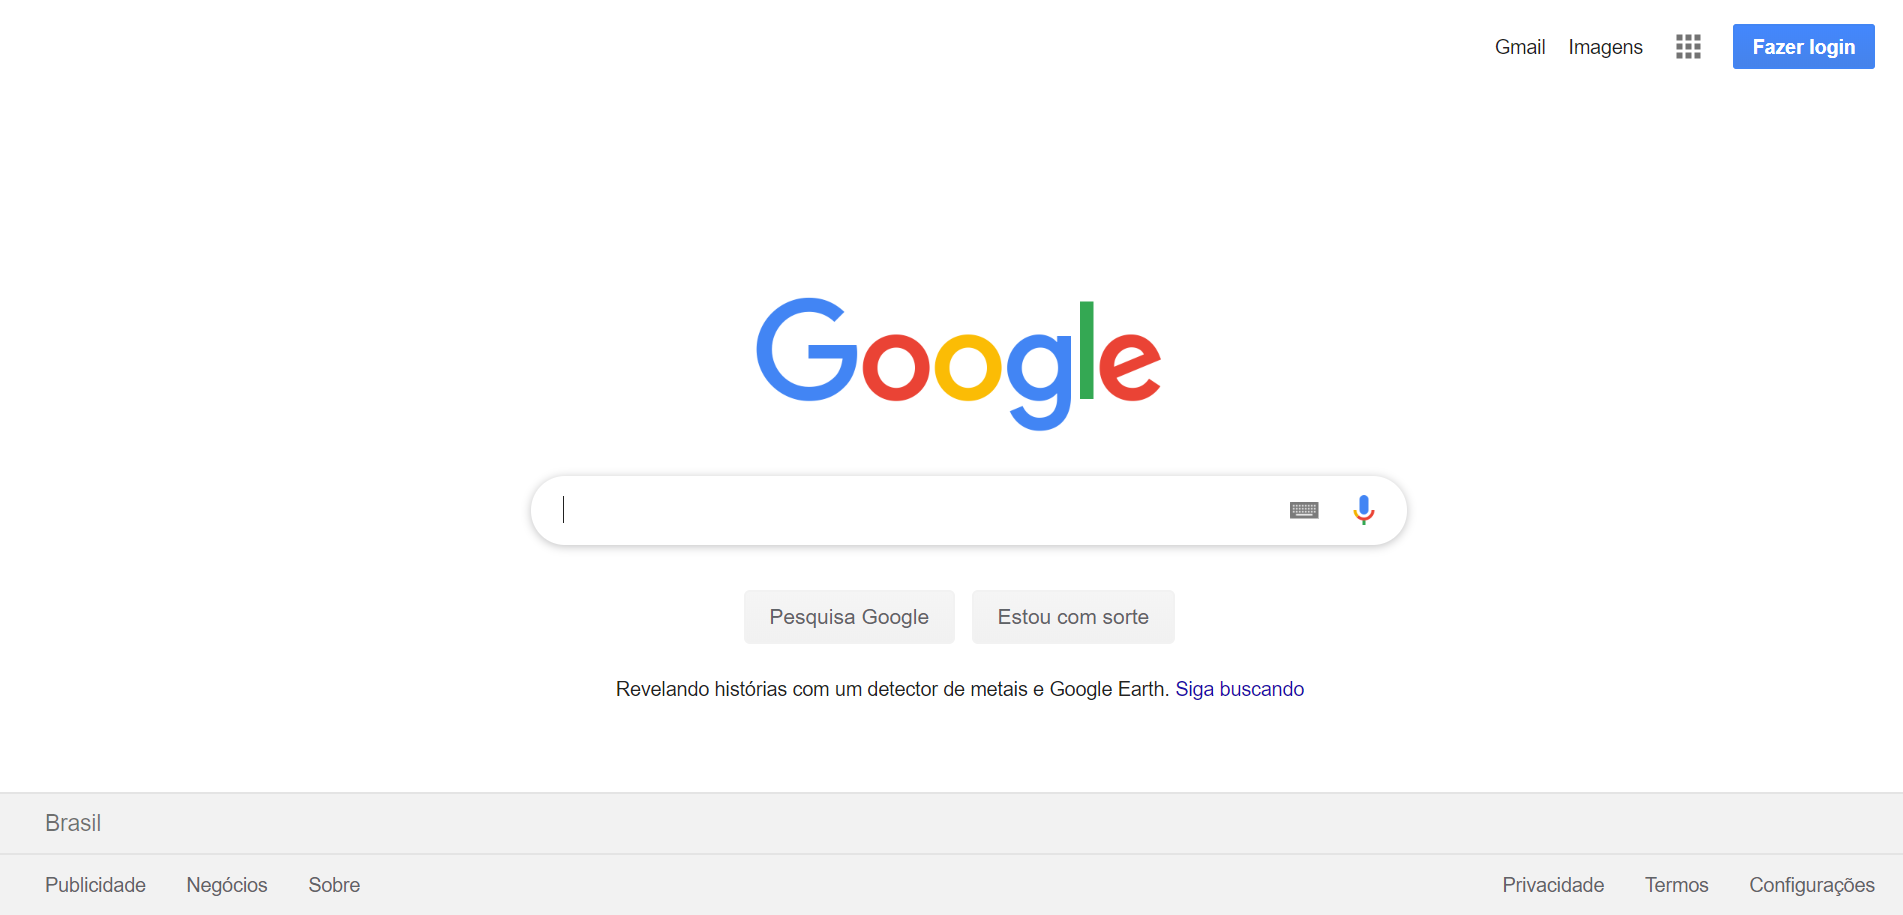 Gmail Imagens Fazer login
Google
Pesquisa Google Estou com sorte
Revelando histórias com um detector de metais e Google Earth. Siga buscando
Brasil
Publicidade Negócios Sobre Privacidade Termos Configurações